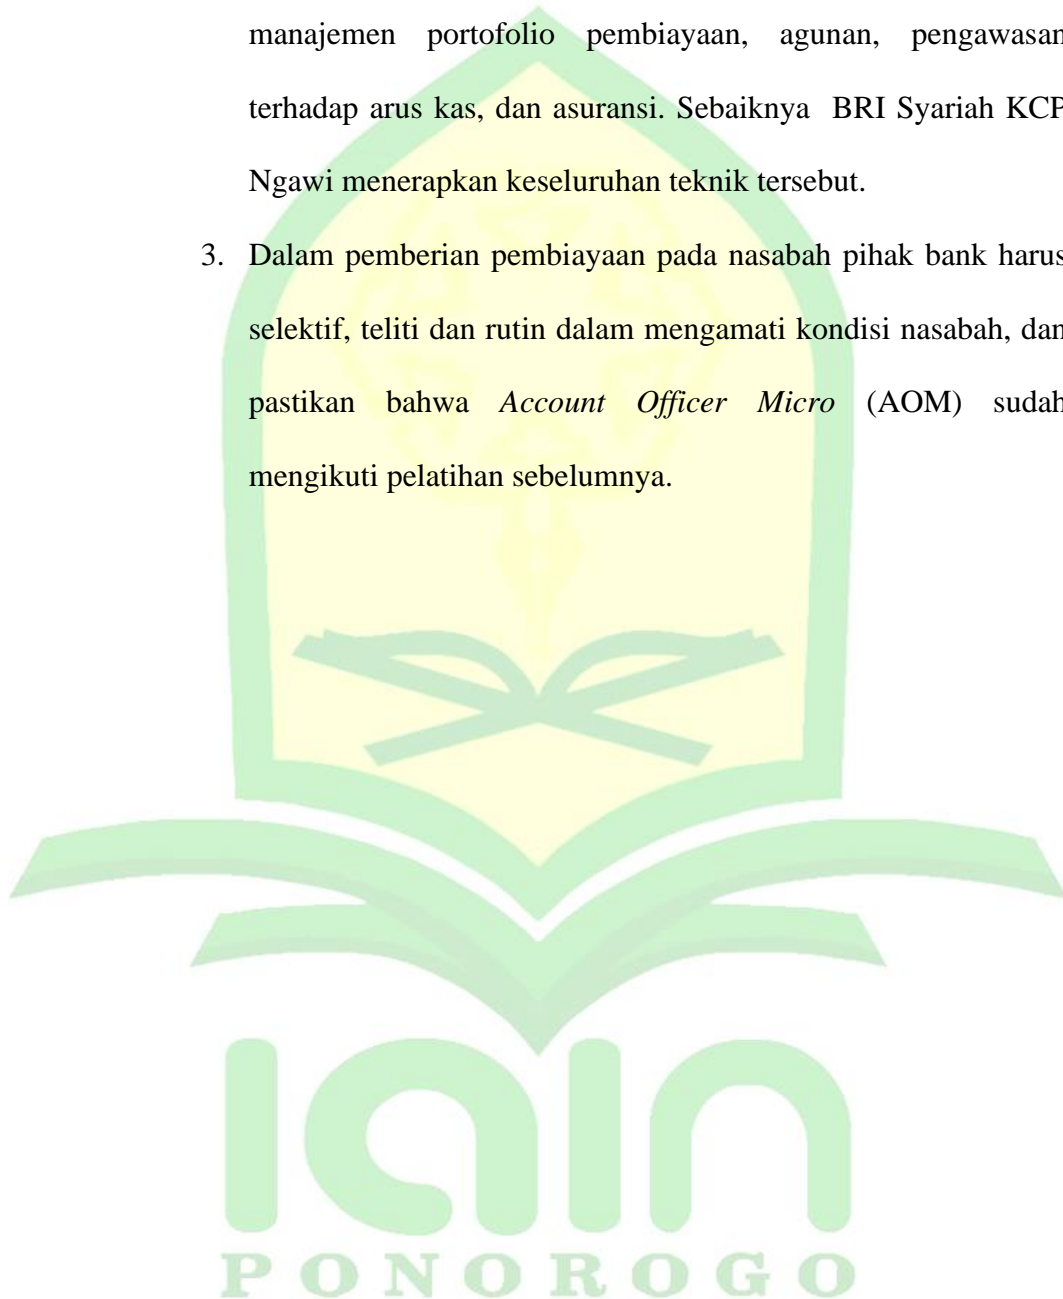 manajemen portofolio pembiayaan, agunan, pengawasan
terhadap arus kas, dan asuransi. Sebaiknya BRI Syariah KCP
Ngawi menerapkan keseluruhan teknik tersebut.
3. Dalam pemberian pembiayaan pada nasabah pihak bank harus
selektif, teliti dan rutin dalam mengamati kondisi nasabah, dan
pastikan bahwa Account Officer Micro (AOM) sudah
mengikuti pelatihan sebelumnya.
iain
PONOROGO